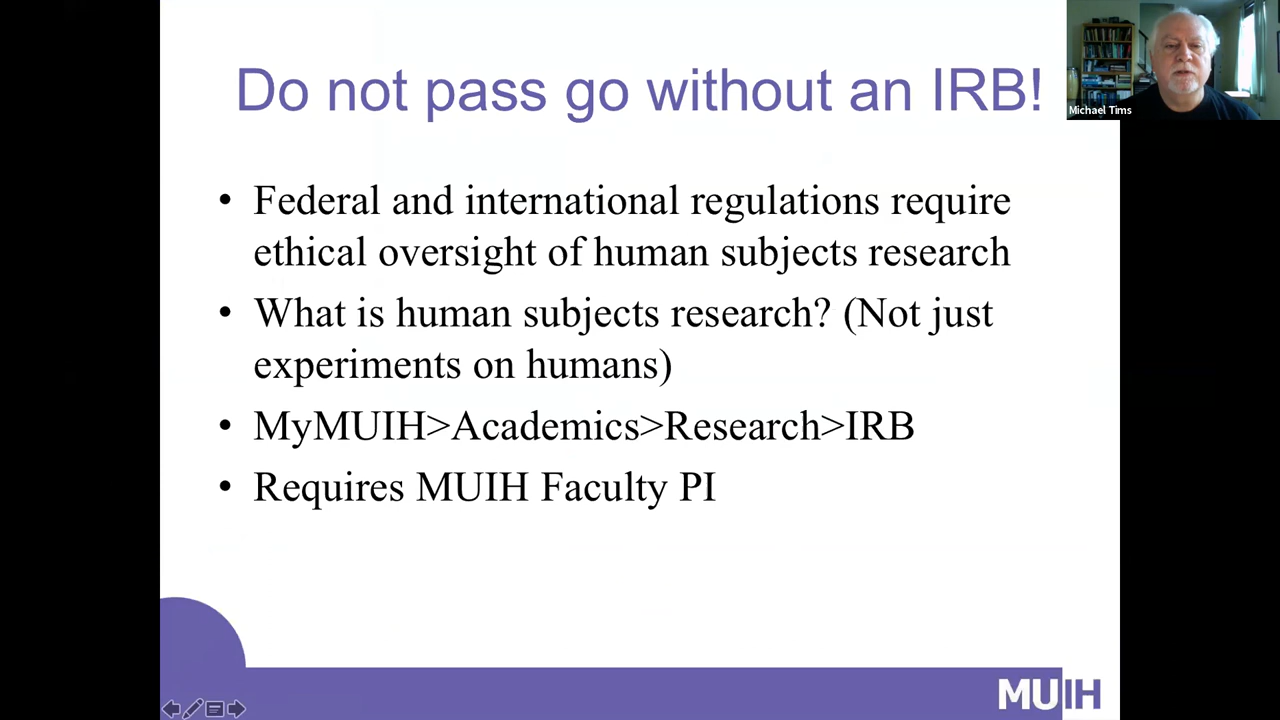 Do not pass go without an IRB!
Michael Tims
• Federal and international regulations require
ethical oversight of human subjects research
• What is human subjects research? (Not just
experiments on humans)
• MyMUIH>Academics>Research>IRB
• Requires MUIH Faculty PI
MUIH